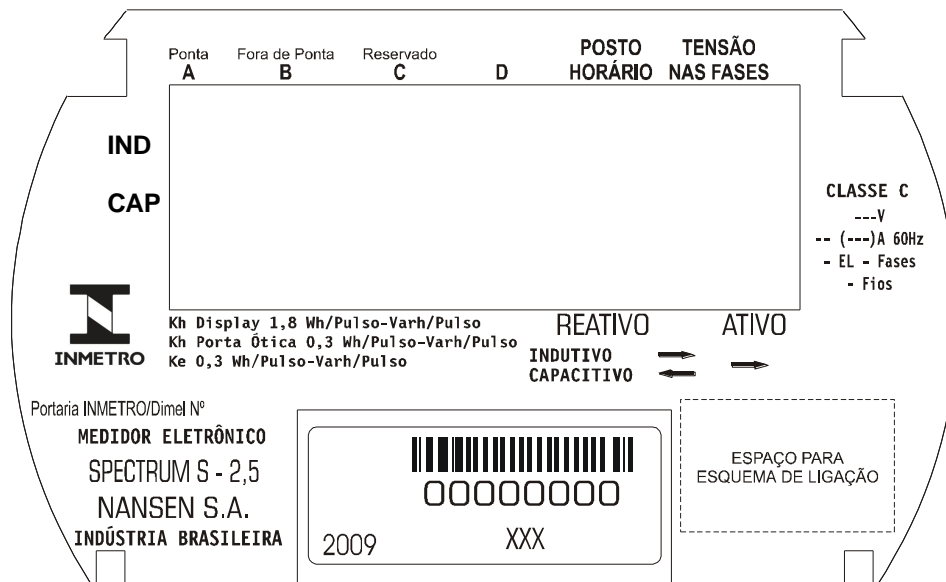 Ponta Fora de Ponta Reservado POSTO TENSÃO
A B C D HORÁRIO NAS FASES
IND
CAP
CLASSE C
---V
-- (---)A 60Hz
- EL - Fases
- Fios
INMETRO
Kh Display 1,8 Wh/Pulso-Varh/Pulso
Kh Porta Ótica 0,3 Wh/Pulso-Varh/Pulso
Ke 0,3 Wh/Pulso-Varh/Pulso
REATIVO ATIVO
INDUTIVO
CAPACITIVO
Portaria INMETRO/Dimel Nº
MEDIDOR ELETRÔNICO
SPECTRUM S - 2,5
NANSEN S.A.
INDÚSTRIA BRASILEIRA
00000000
2009 XXX
ESPAÇO PARA
ESQUEMA DE LIGAÇÃO